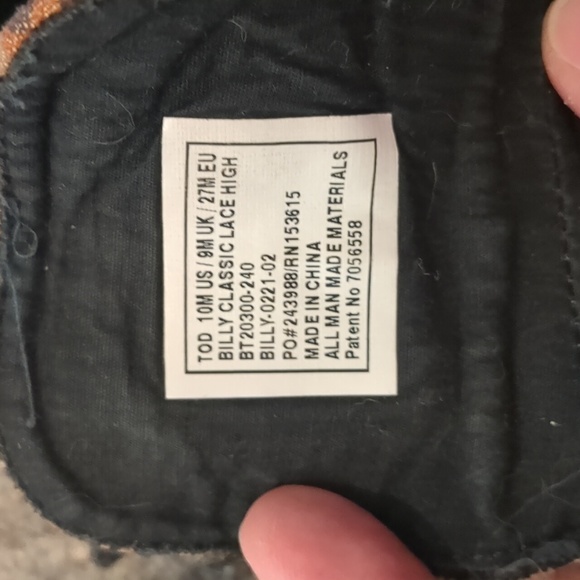 TOD 10M US / 9M UK / 27M EU
BILLY CLASSIC LACE HIGH
BT20300-240
BILLY-0221-02
PO#243988/RN153615
MADE IN CHINA
ALL MAN MADE MATERIALS
Patent No 7056558